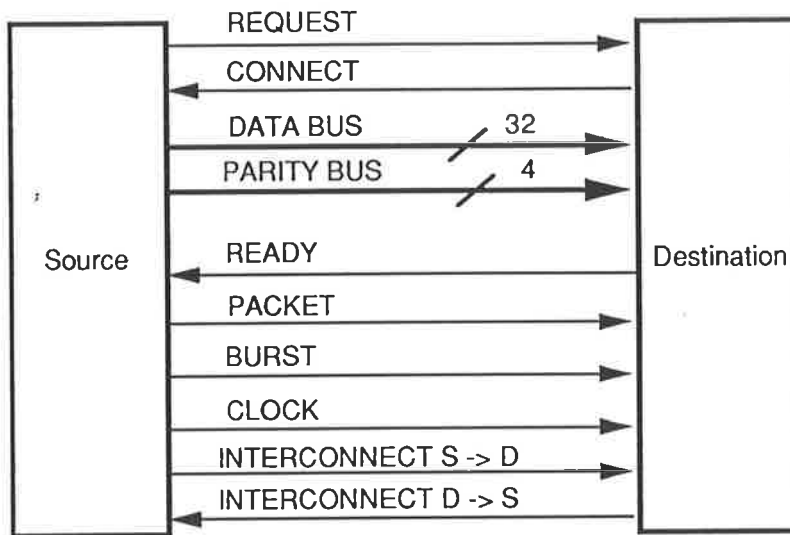 REQUEST
CONNECT
DATA BUS 32
PARITY BUS 4
Source
READY
Destination
PACKET
BURST
CLOCK
INTERCONNECT S -> D
INTERCONNECT D -> S